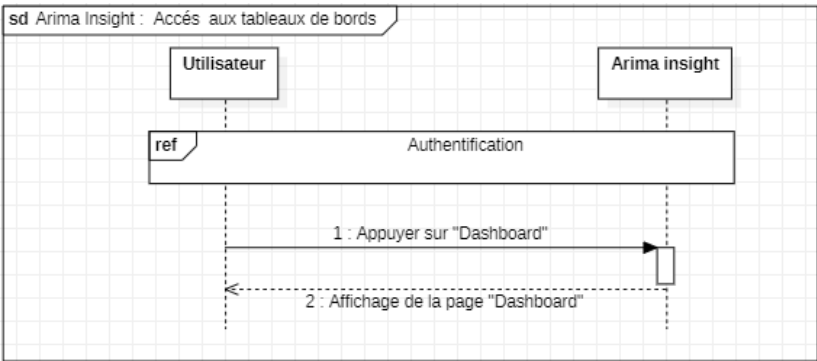 sd Arima Insight :  Accés  aux tableaux de bords
Utilisateur
Arima insight
ref
Authentification
1 : Appuyer sur "Dashboard"
2 : Affichage de la page "Dashboard"